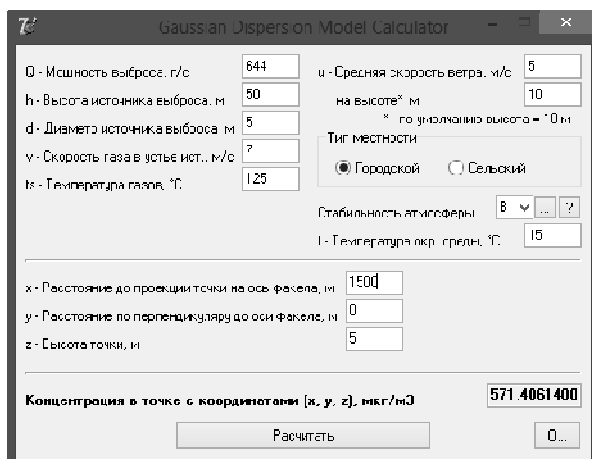 Gaussian Dispersion Model Calculator
Q - Мощность выброса, г/с 644
h - Высота источника выброса, м 50
d - Диаметр источника выброса, м 5
v - Скорость газа в устье ист., м/с 7
ts - Температура газов, °C 125
u - Средняя скорость ветра, м/с 5
на высоте*, м 10
* - по умолчанию высота = 10 м
Тип местности
Городской Сельский
Стабильность атмосферы B ... ?
t - Температура окр. среды, °C 15
x - Расстояние до проекции точки на ось факела, м 1500
y - Расстояние по перпендикуляру до оси факела, м 0
z - Высота точки, м 5
Концентрация в точке с координатами (x, y, z), мкг/м3 571.4061400
Расчитать О...